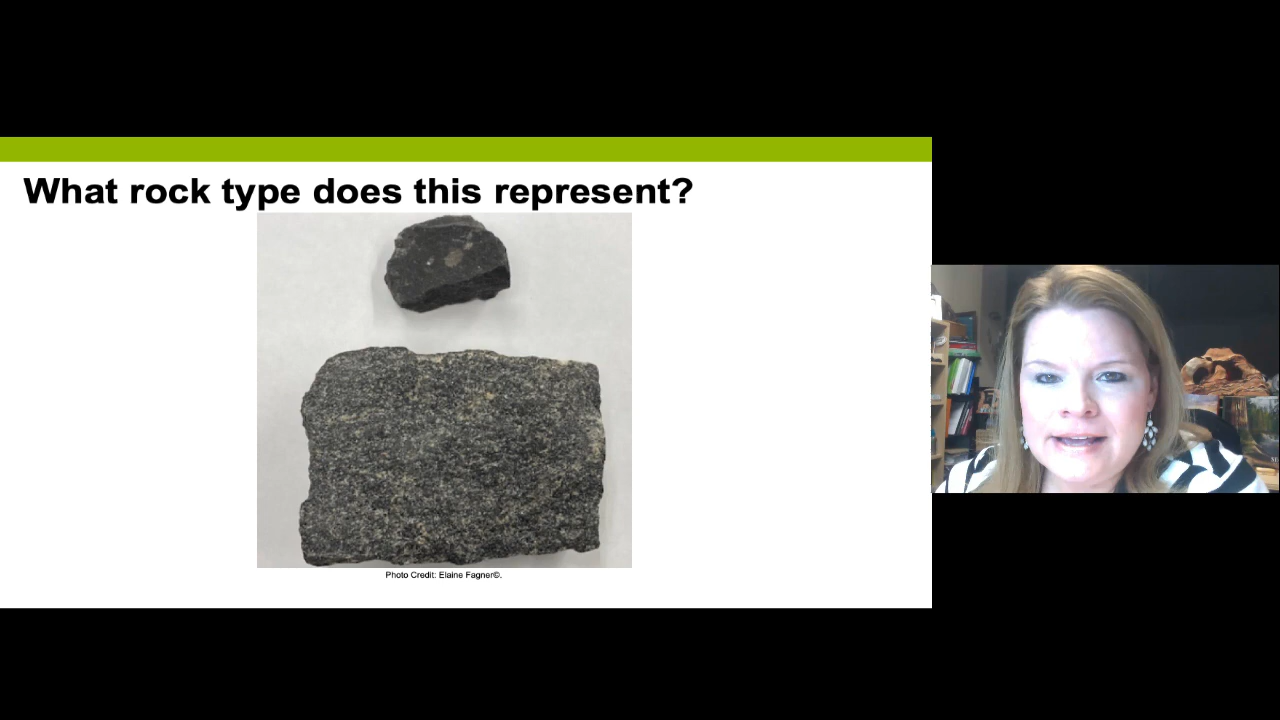 What rock type does this represent?
Photo Credit: Elaine Fagner©.